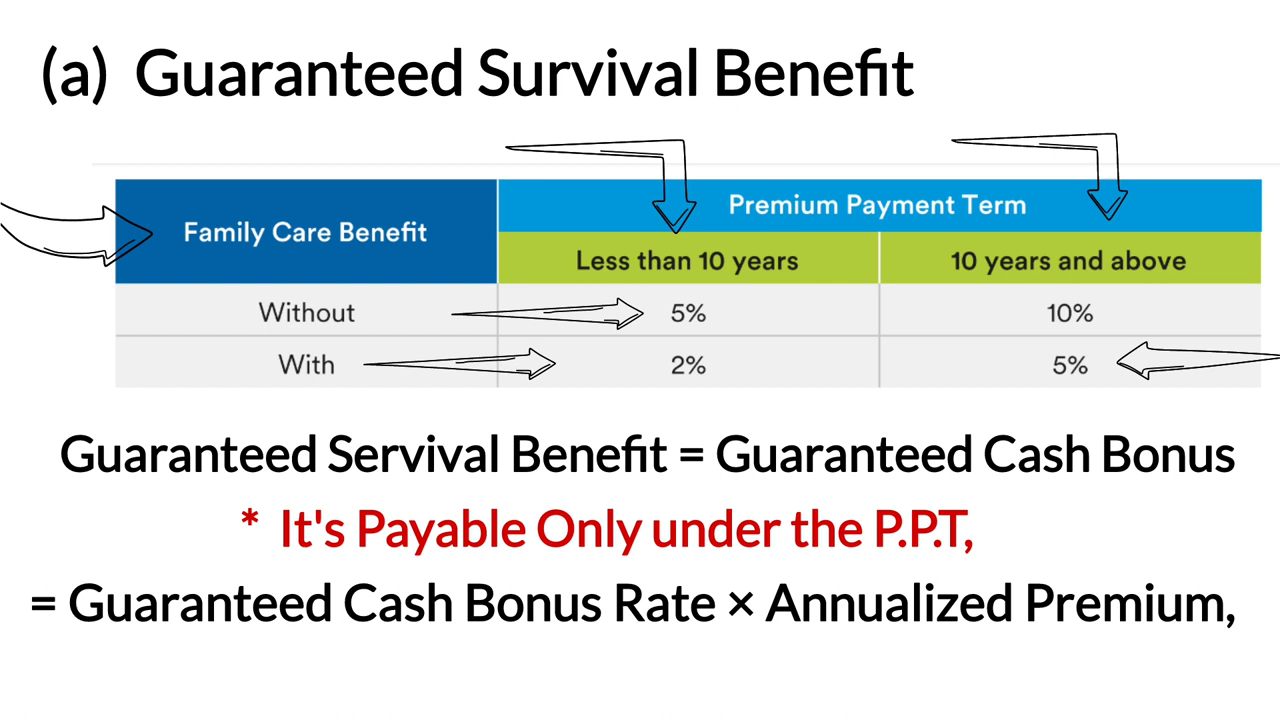 (a) Guaranteed Survival Benefit
Family Care Benefit
Premium Payment Term
Less than 10 years
10 years and above
Without 5% 10%
With 2% 5%
Guaranteed Servival Benefit = Guaranteed Cash Bonus
* It's Payable Only under the P.P.T,
= Guaranteed Cash Bonus Rate × Annualized Premium,